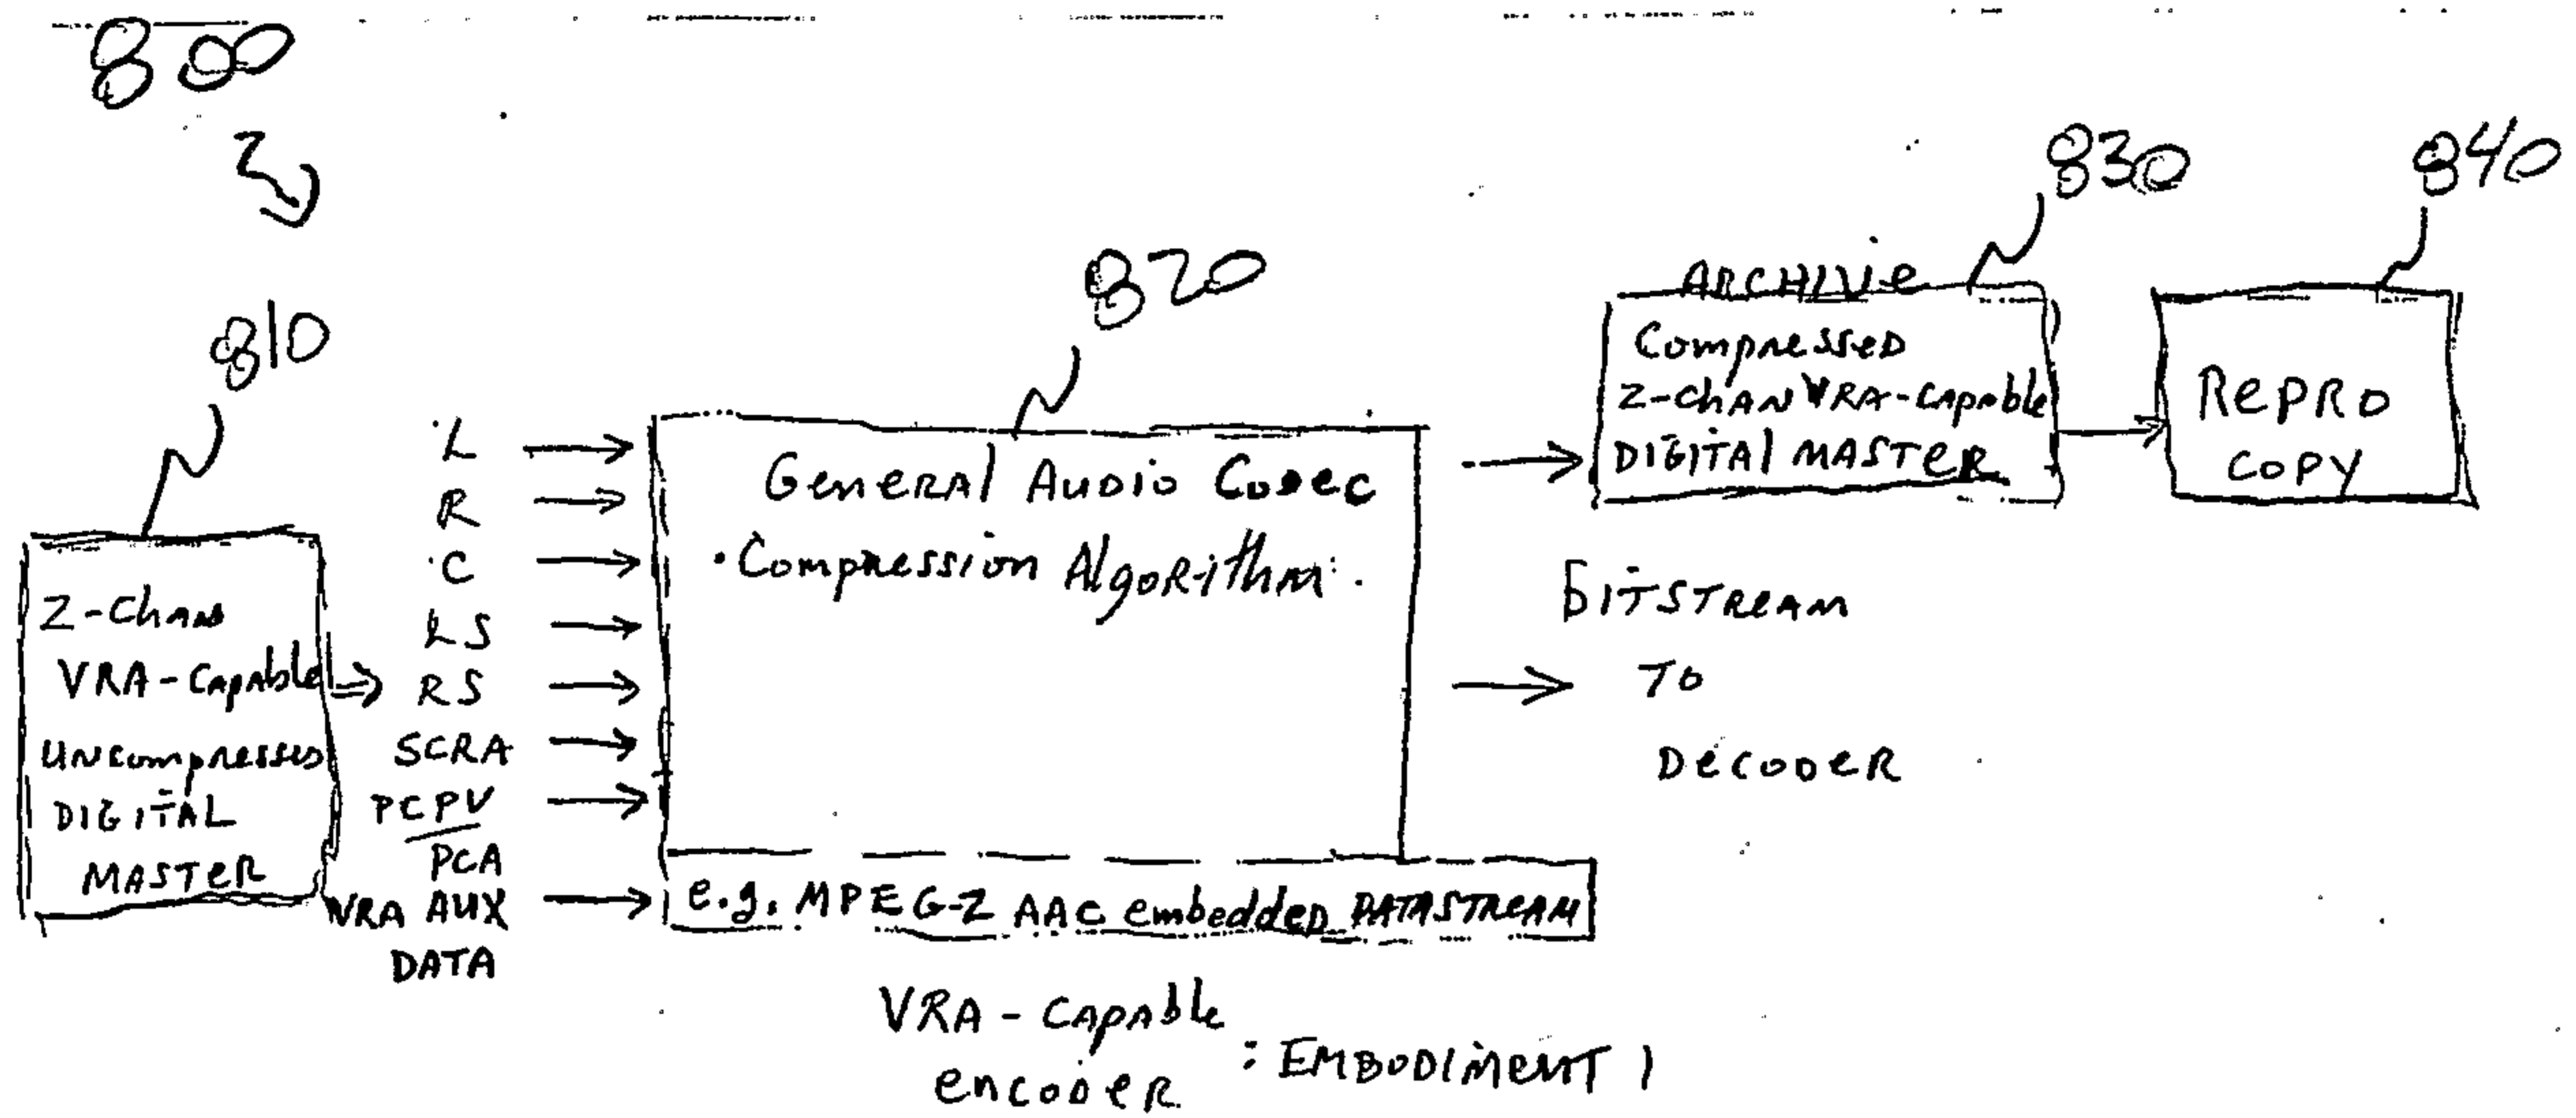 800
810
820
830
840
Z-Chan
VRA-Capable
Uncompressed
DIGITAL
MASTER
L
R
C
LS
RS
SCRA
PCPV
PCA
VRA AUX
DATA
General Audio Codec
Compression Algorithm
e.g. MPEG-2 AAC embedded DATASTREAM
VRA-Capable
encoder
: EMBODIMENT 1
ARCHIVE
Compressed
Z-Chan VRA-Capable
DIGITAL MASTER
Repro
copy
BITSTREAM
TO
Decoder